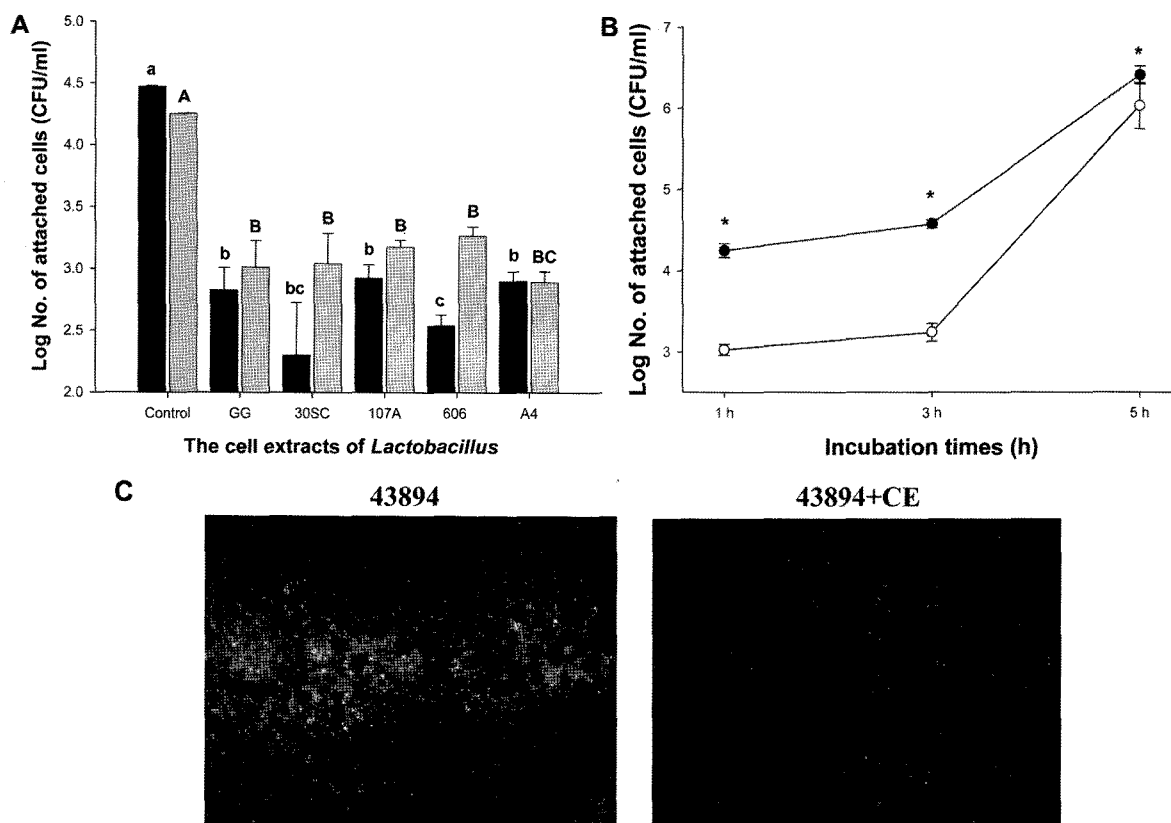 A
Log No. of attached cells (CFU/ml)
5.0
4.5
4.0
3.5
3.0
2.5
2.0
a
A
b
B
bc
B
b
B
c
B
b
BC
Control GG 30SC 107A 606 A4
The cell extracts of Lactobacillus
B
Log No. of attached cells (CFU/ml)
7
6
5
4
3
*
*
*
1 h 3 h 5 h
Incubation times (h)
C
43894
43894+CE